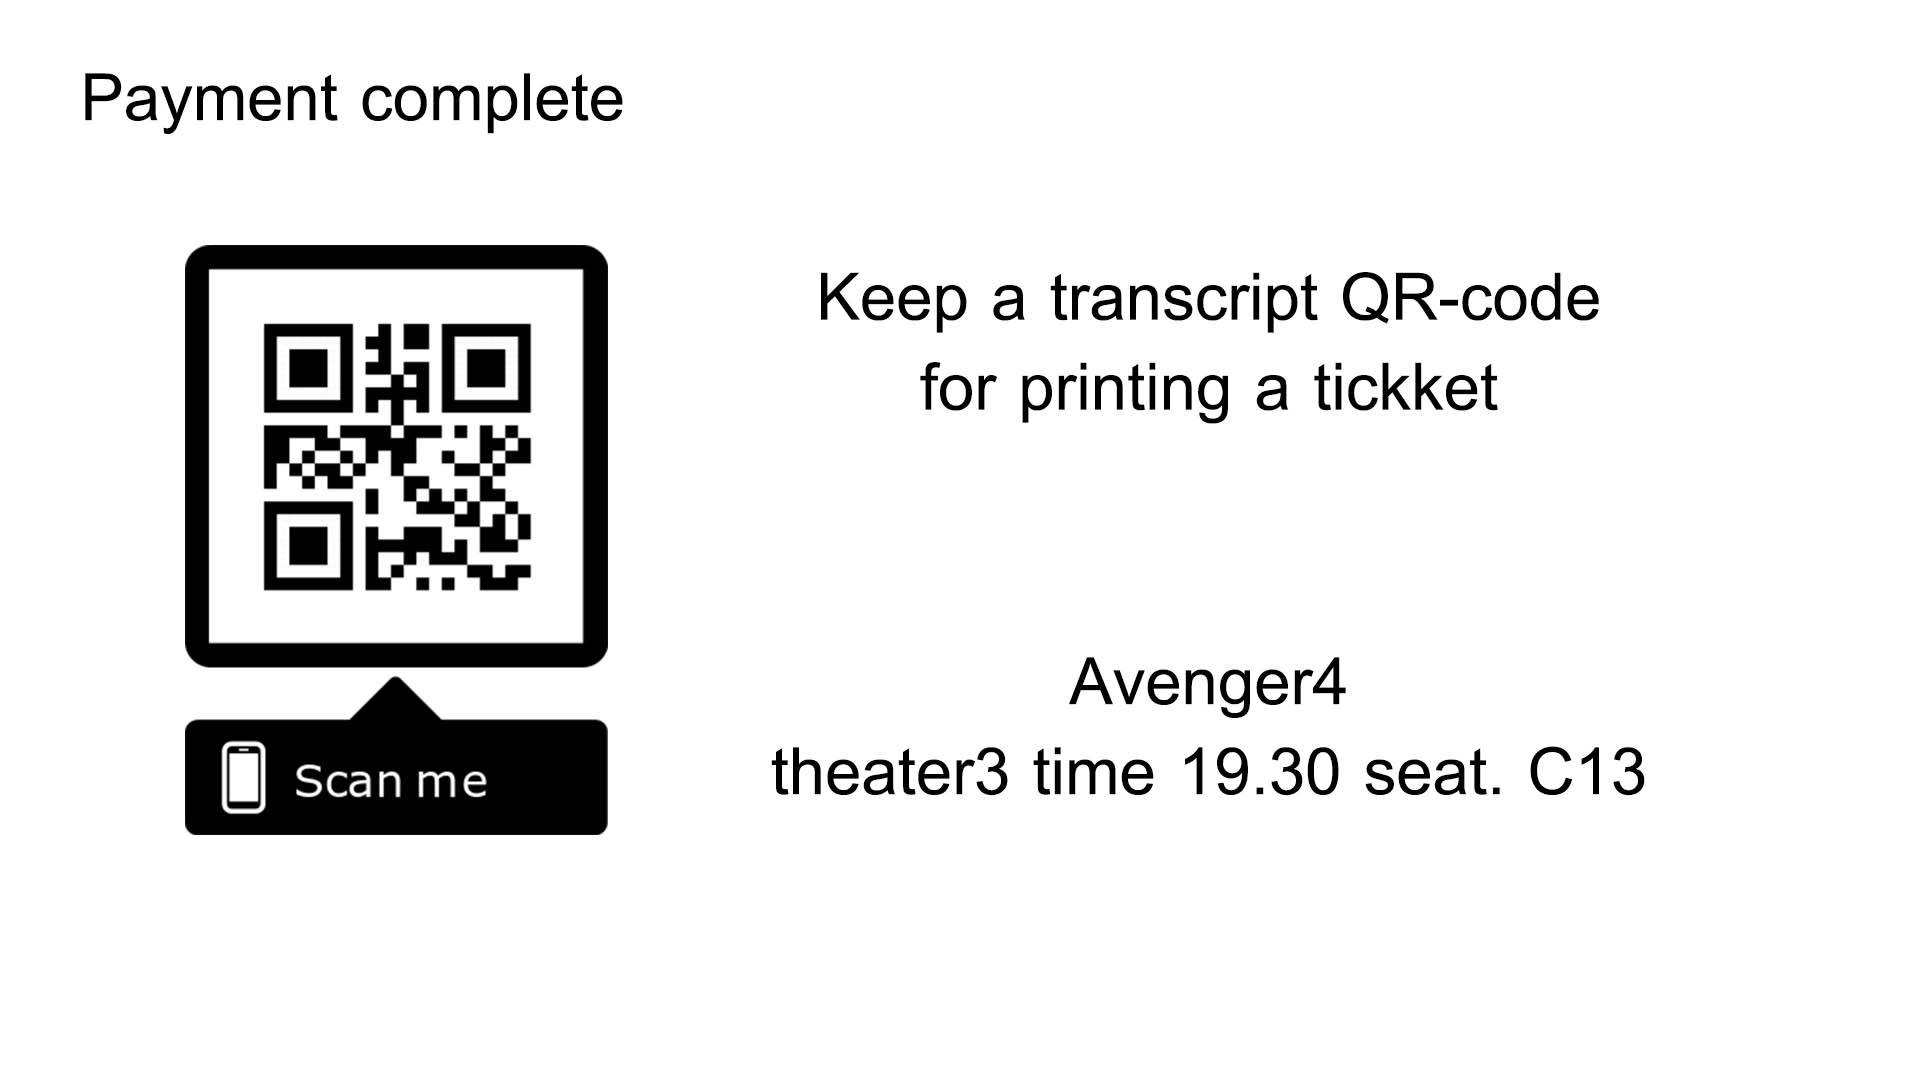 Payment complete
Keep a transcript QR-code
for printing a tickket
Scan me
Avenger4
theater3 time 19.30 seat. C13